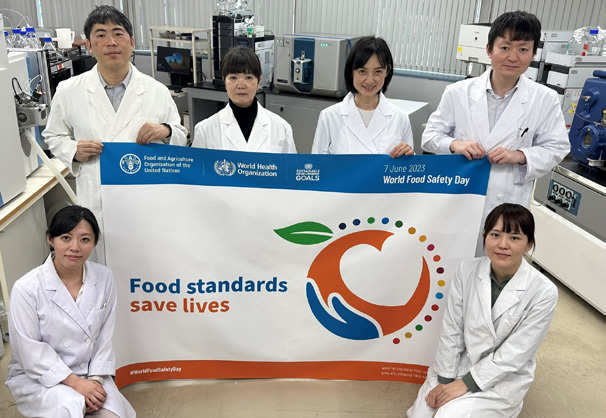 Food and Agriculture
Organization of the
United Nations
World Health
Organization
SUSTAINABLE
DEVELOPMENT
GOALS
7 June 2023
World Food Safety Day
Food standards
save lives
#WorldFoodSafetyDay